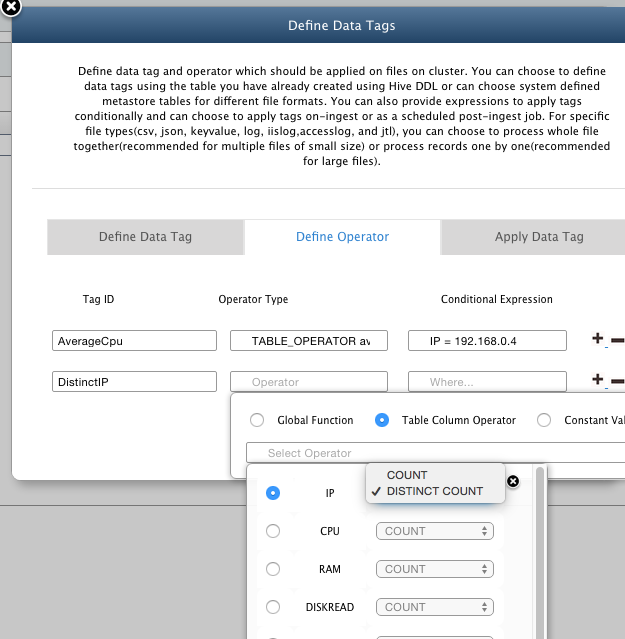 Define Data Tags
Define data tag and operator which should be applied on files on cluster. You can choose to define
data tags using the table you have already created using Hive DDL or can choose system defined
metastore tables for different file formats. You can also provide expressions to apply tags
conditionally and can choose to apply tags on-ingest or as a scheduled post-ingest job. For specific
file types(csv, json, keyvalue, log, iislog,accesslog, and jtl), you can choose to process whole file
together(recommended for multiple files of small size) or process records one by one(recommended
for large files).
Define Data Tag Define Operator Apply Data Tag
Tag ID Operator Type Conditional Expression
AverageCpu TABLE_OPERATOR av IP = 192.168.0.4
DistinctIP Operator Where...
Global Function Table Column Operator Constant Val
Select Operator
COUNT
IP DISTINCT COUNT
CPU COUNT
RAM COUNT
DISKREAD COUNT